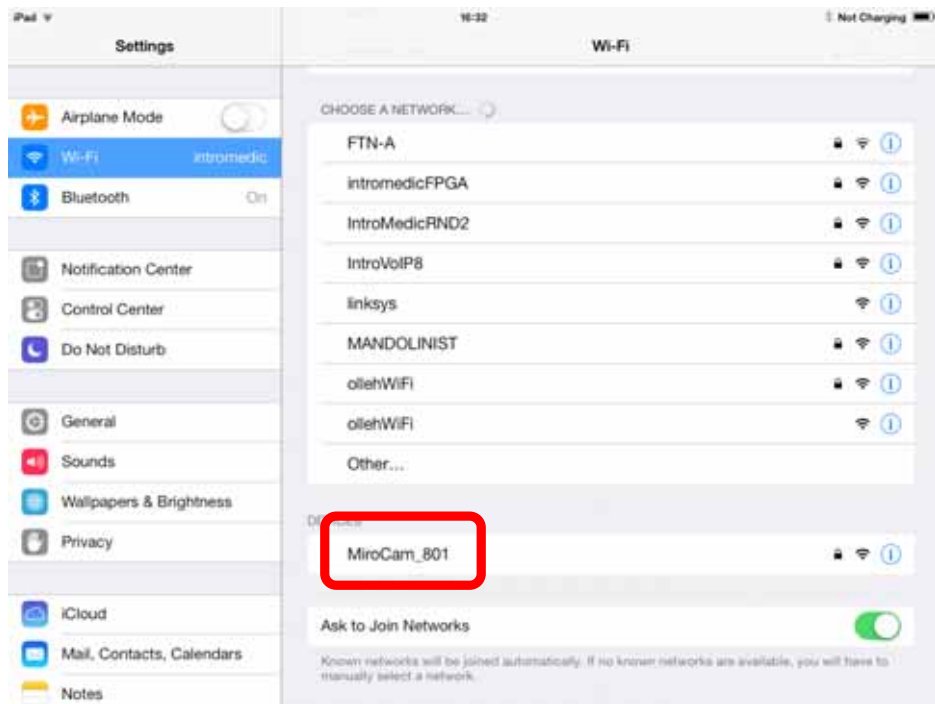 iPad
16:32
Not Charging
Settings
Wi-Fi
Airplane Mode
Wi-Fi intromedic
Bluetooth On
Notification Center
Control Center
Do Not Disturb
General
Sounds
Wallpapers & Brightness
Privacy
iCloud
Mail, Contacts, Calendars
Notes
CHOOSE A NETWORK...
FTN-A
intromedicFPGA
IntroMedicRND2
IntroVoIP8
linksys
MANDOLINIST
ollehWiFi
ollehWiFi
Other...
DEVICES
MiroCam_801
Ask to Join Networks
Known networks will be joined automatically. If no known networks are available, you will have to
manually select a network.